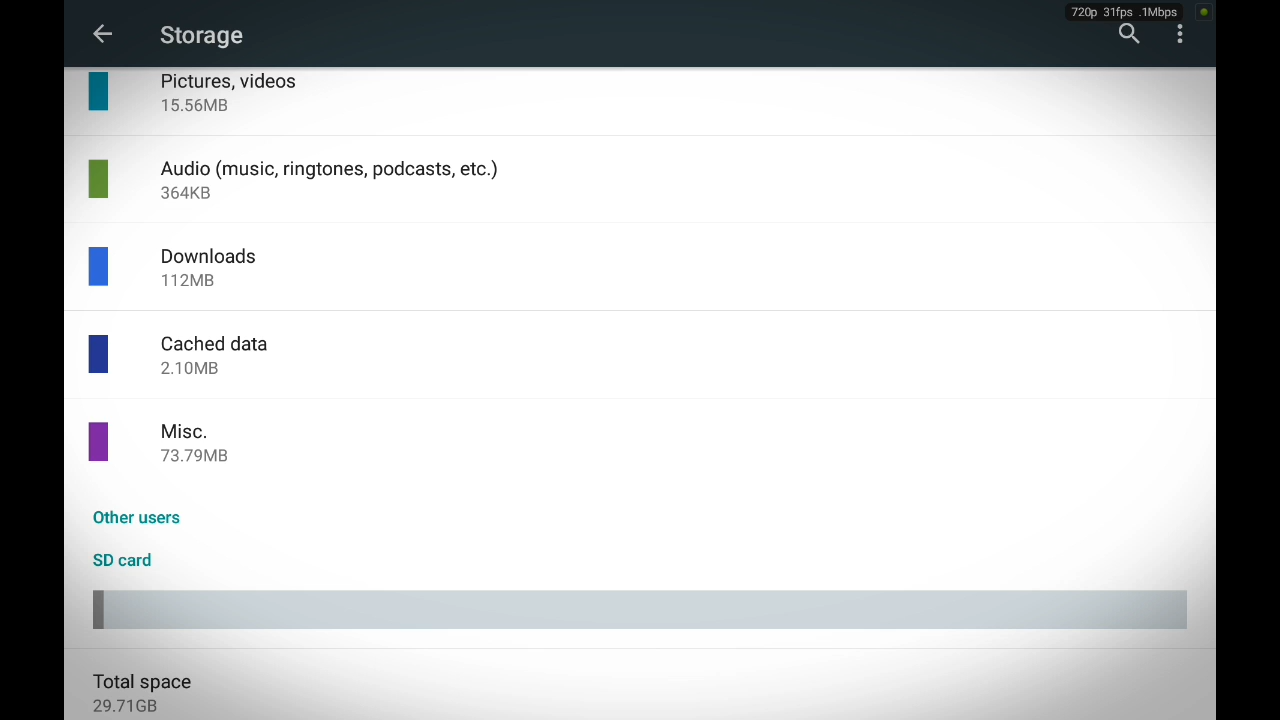 720p 31fps .1Mbps
Storage
Pictures, videos
15.56MB
Audio (music, ringtones, podcasts, etc.)
364KB
Downloads
112MB
Cached data
2.10MB
Misc.
73.79MB
Other users
SD card
Total space
29.71GB